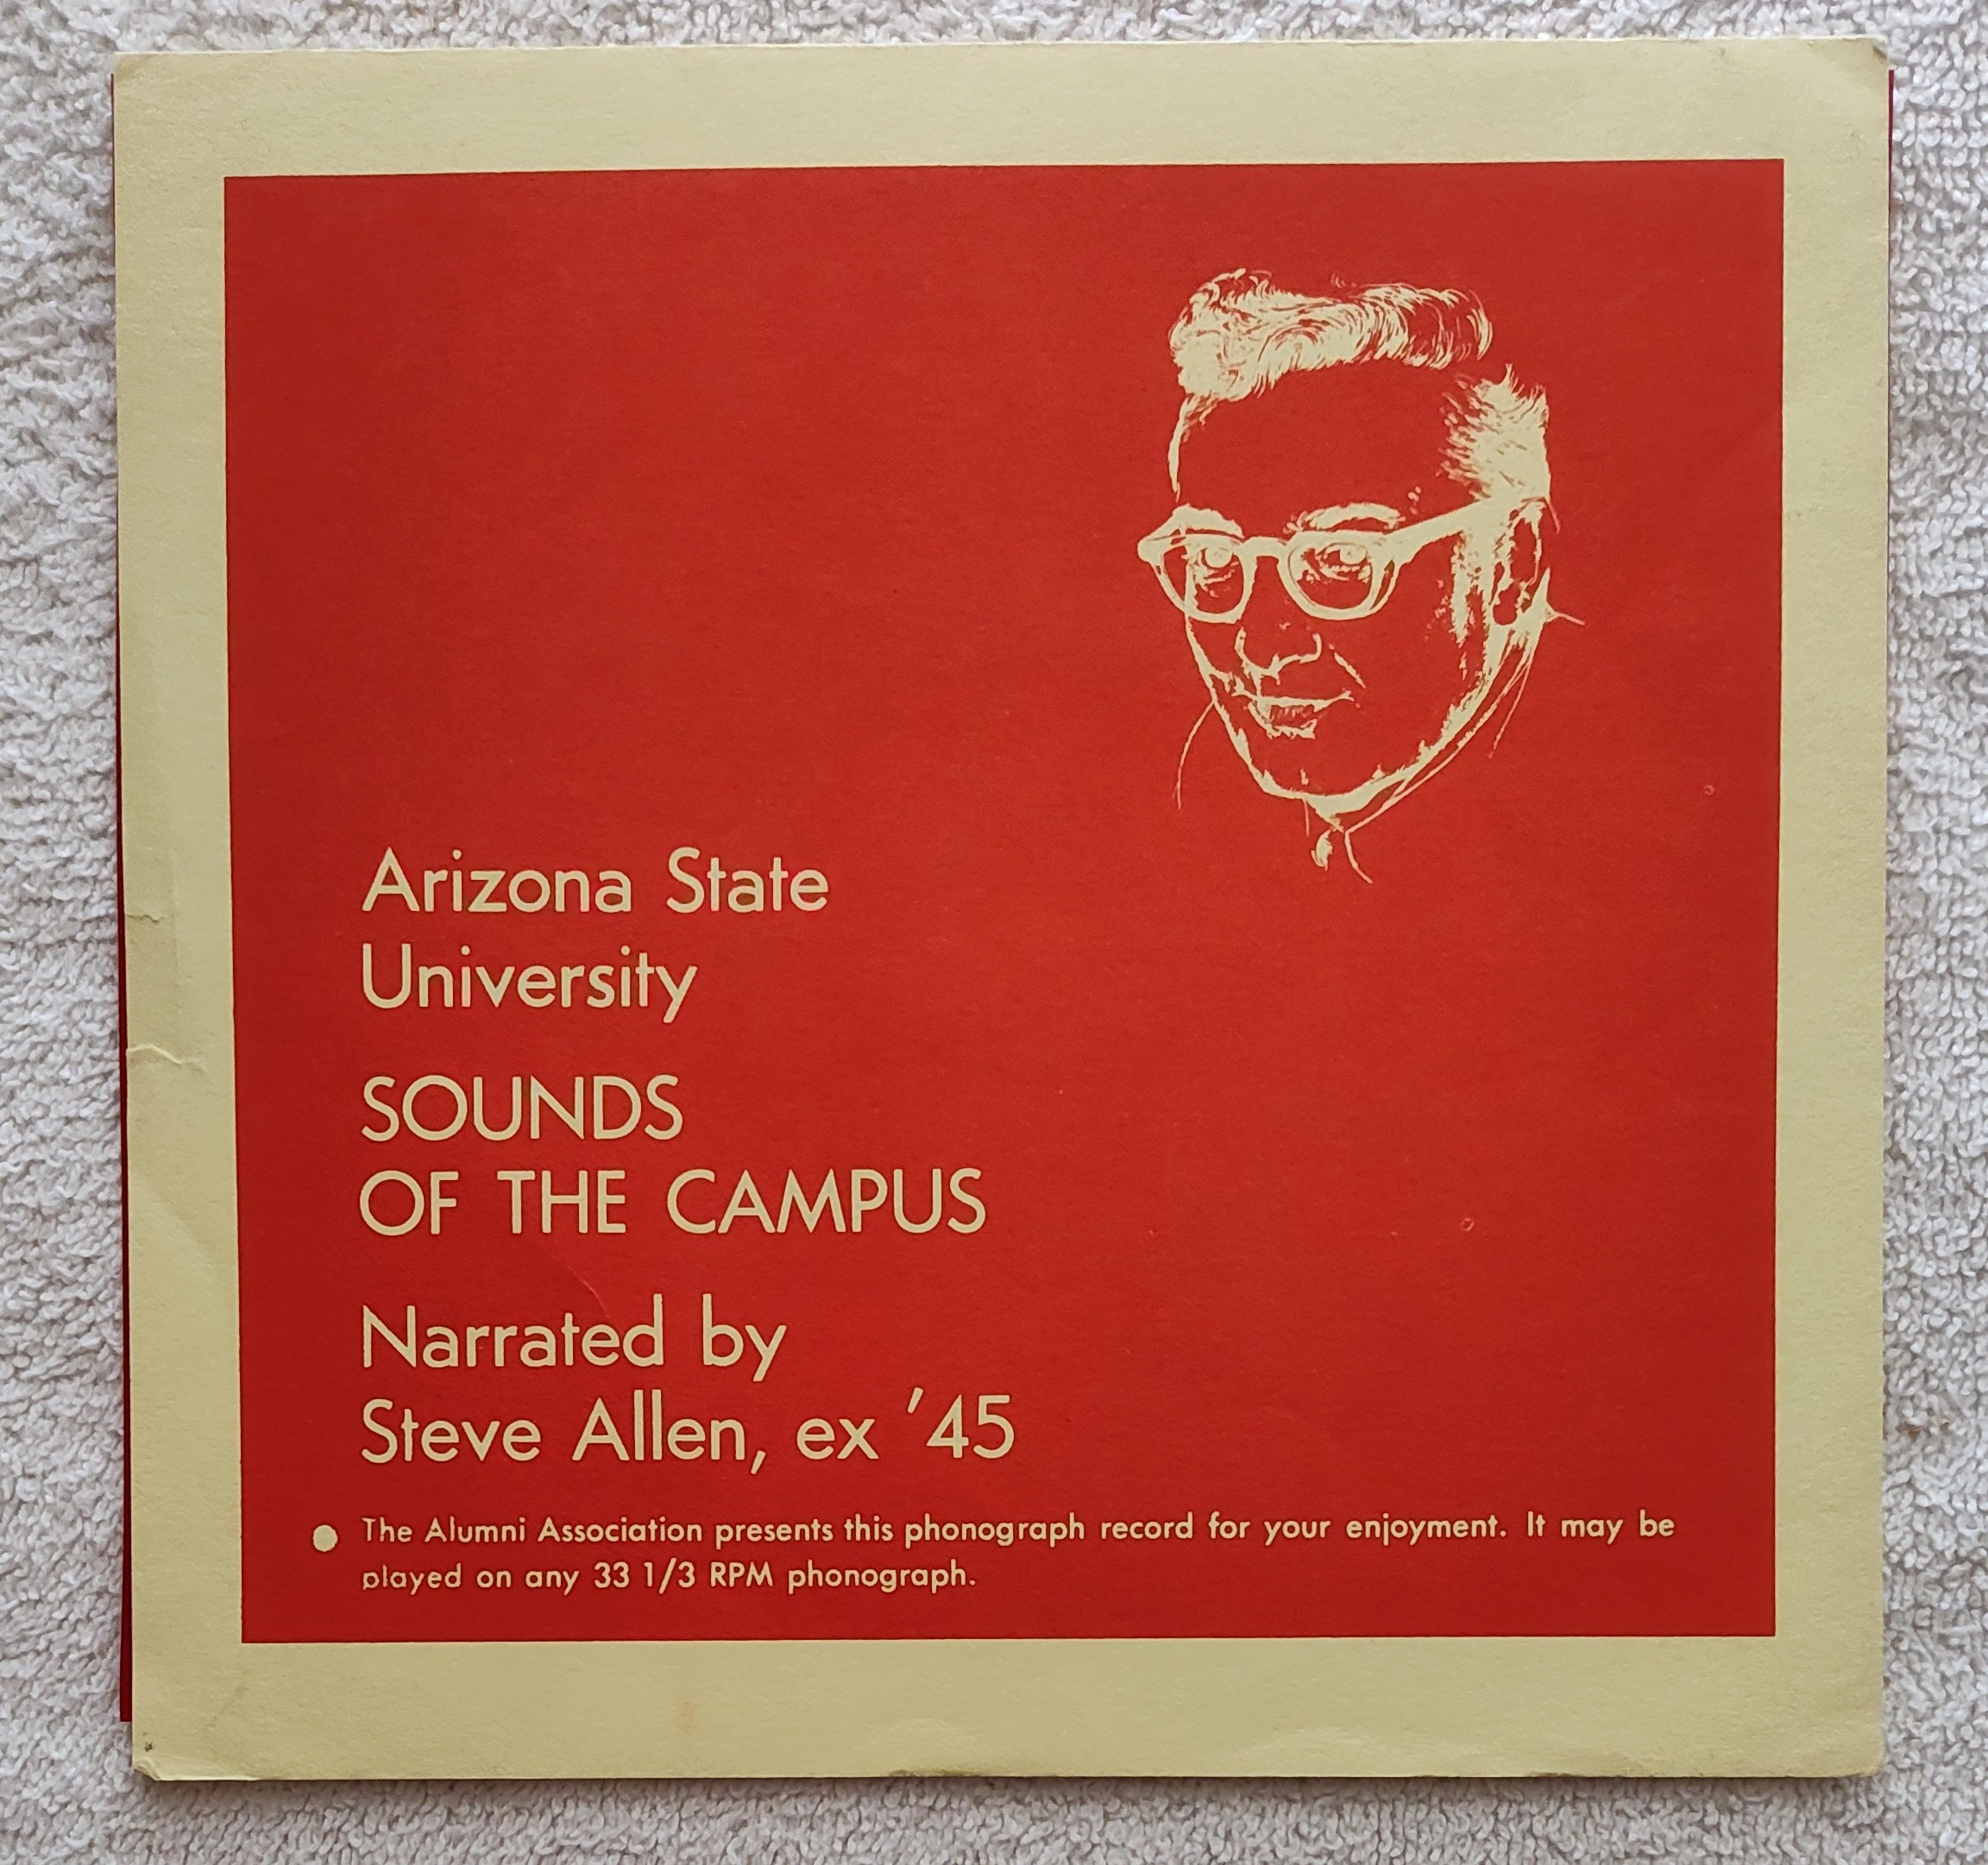 Arizona State
University
SOUNDS
OF THE CAMPUS
Narrated by
Steve Allen, ex '45
The Alumni Association presents this phonograph record for your enjoyment. It may be
played on any 33 1/3 RPM phonograph.